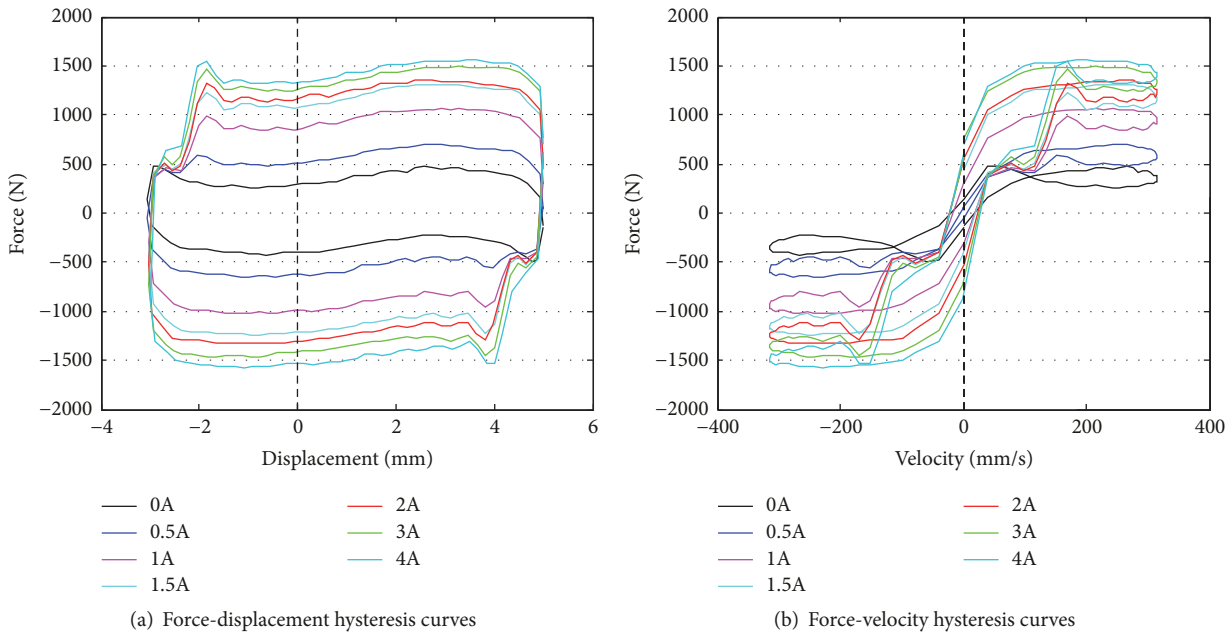 2000
1500
1000
500
0
−500
−1000
−1500
−2000
Force (N)
−4
−2
0
2
4
6
Displacement (mm)
0A
0.5A
1A
1.5A
2A
3A
4A
(a) Force-displacement hysteresis curves
2000
1500
1000
500
0
−500
−1000
−1500
−2000
Force (N)
−400
−200
0
200
400
Velocity (mm/s)
0A
0.5A
1A
1.5A
2A
3A
4A
(b) Force-velocity hysteresis curves